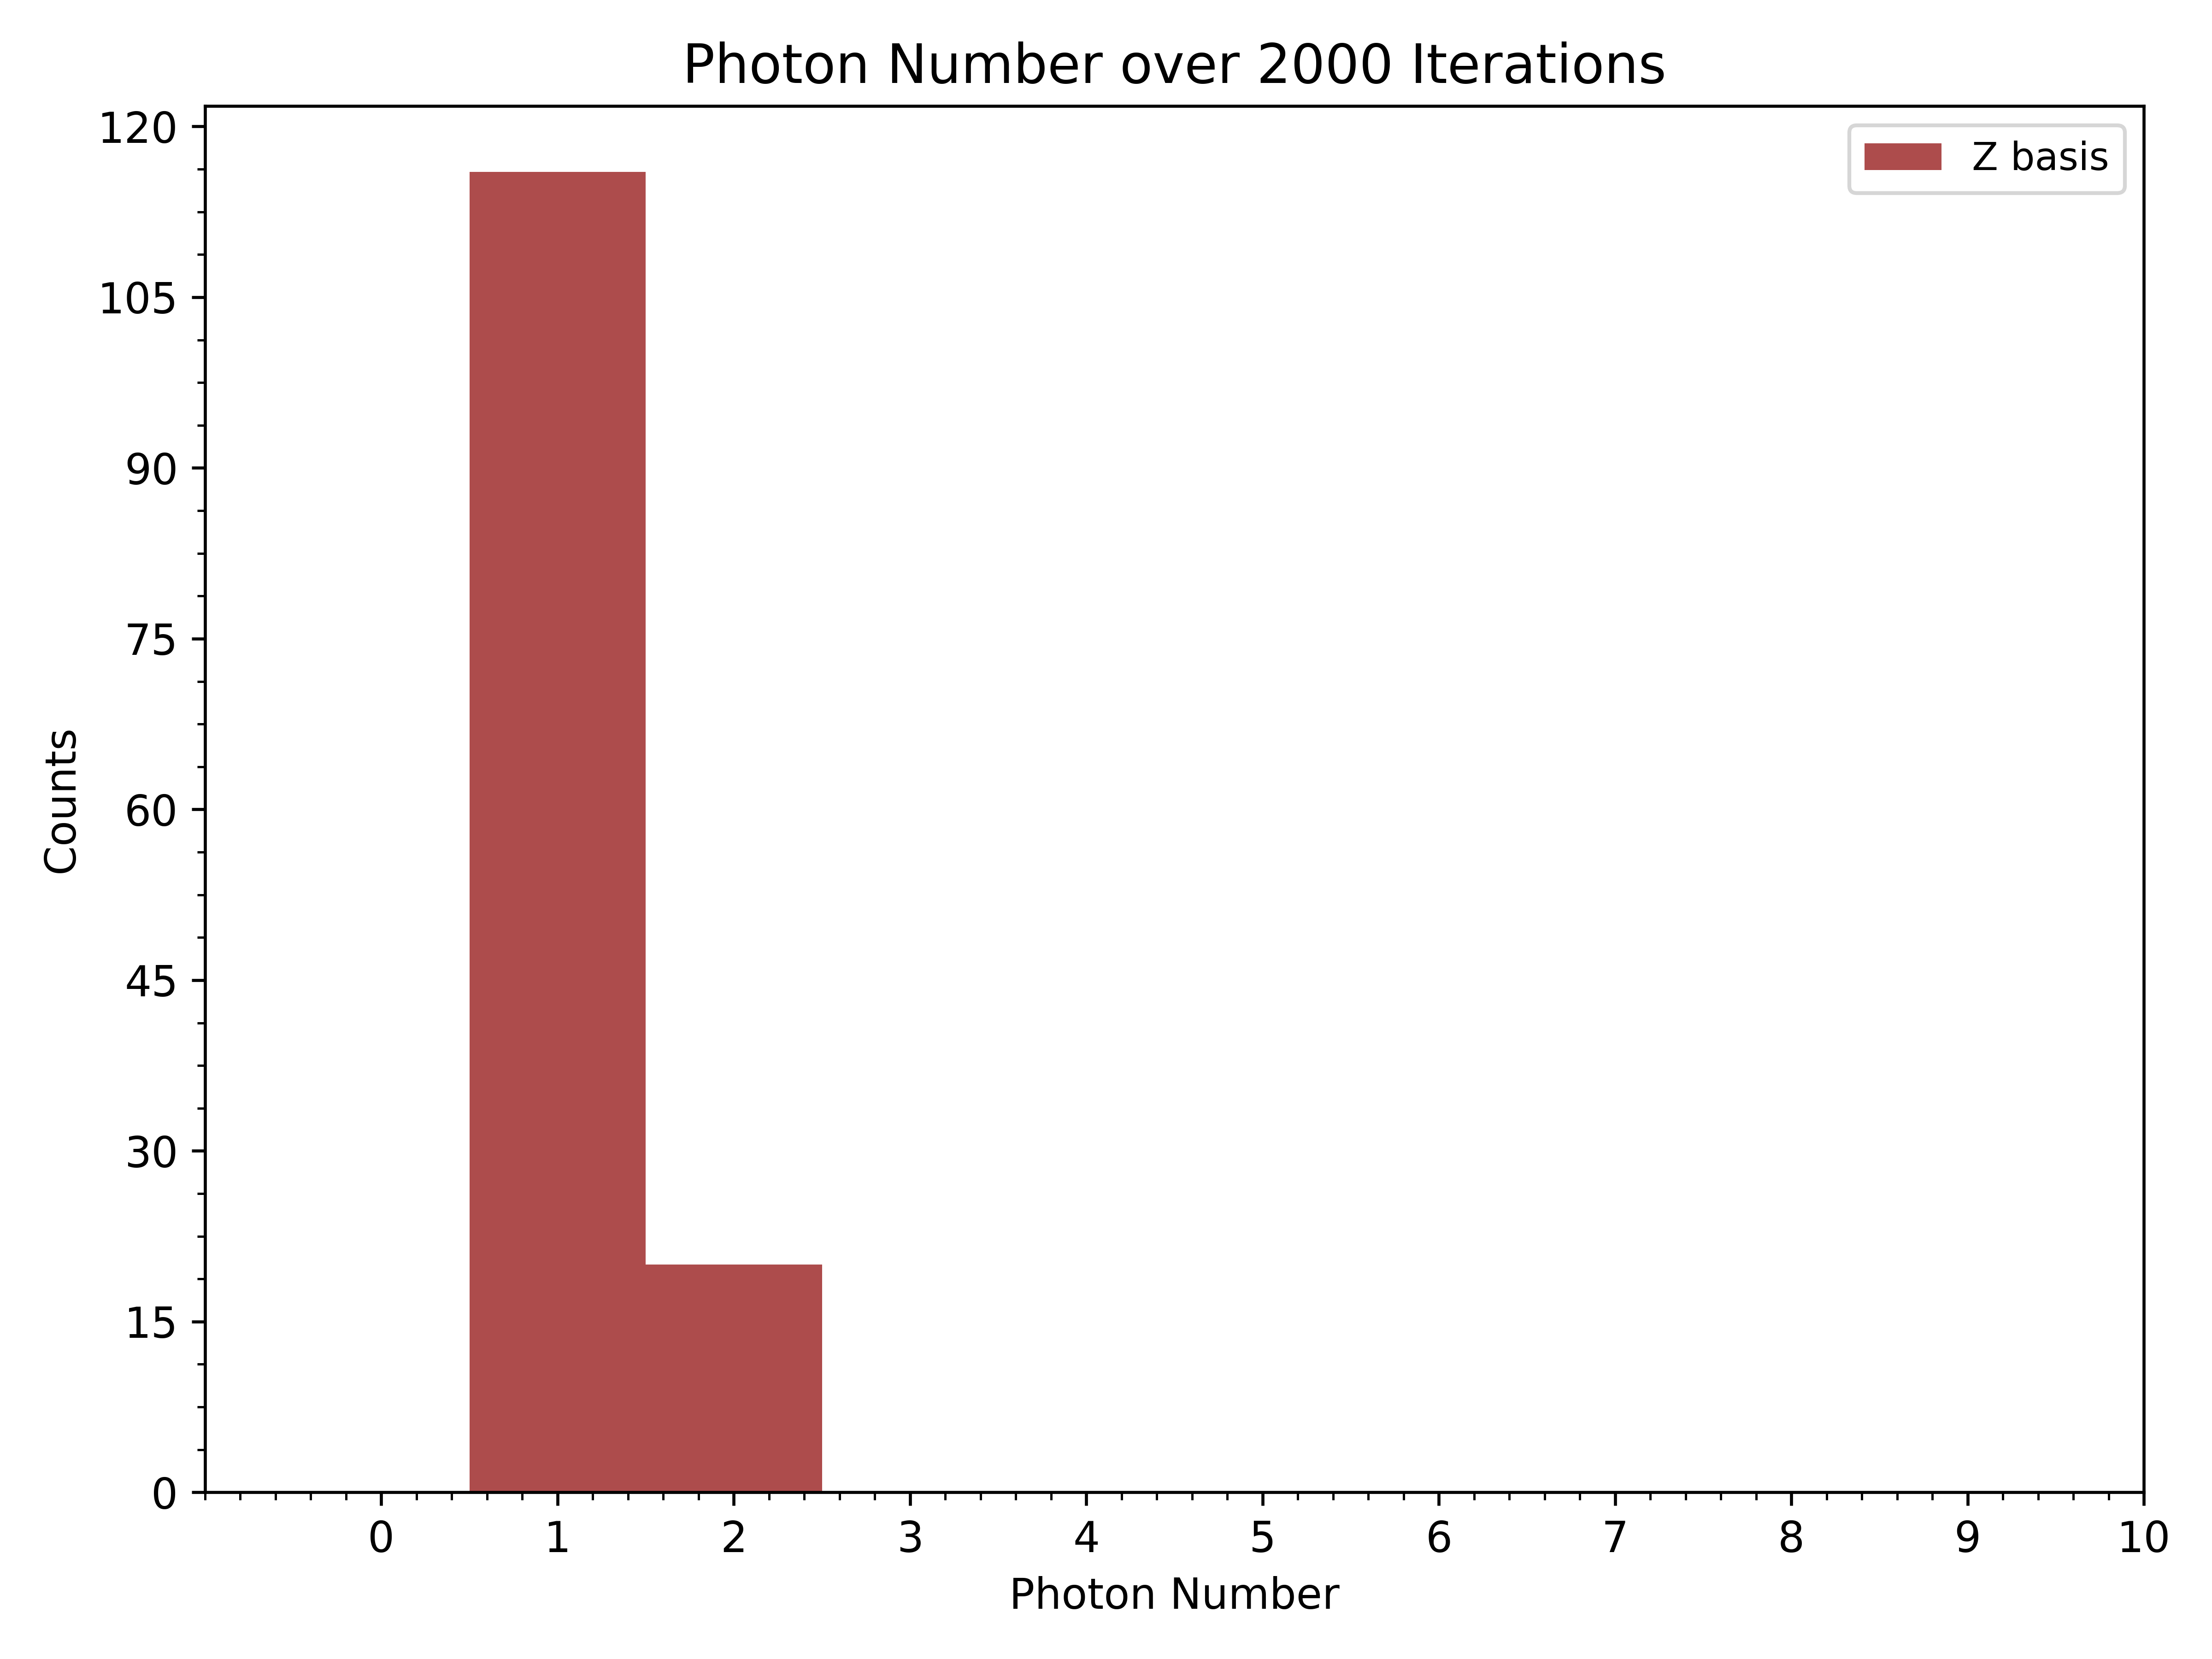 Photon Number over 2000 Iterations
Z basis
120
105
90
75
60
45
30
15
0
Counts
0 1 2 3 4 5 6 7 8 9 10
Photon Number